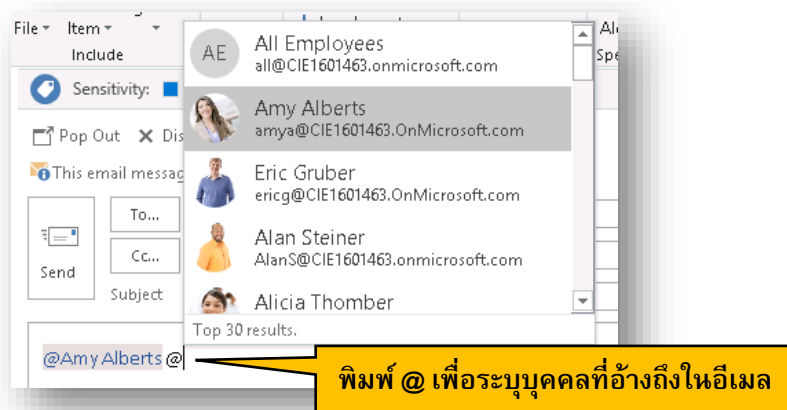 File Item
Include
Sensitivity:
Pop Out
This email messag
To...
Cc...
Send
Subject
AE All Employees
all@CIE1601463.onmicrosoft.com
Amy Alberts
amya@CIE1601463.OnMicrosoft.com
Eric Gruber
ericg@CIE1601463.OnMicrosoft.com
Alan Steiner
AlanS@CIE1601463.onmicrosoft.com
Alicia Thomber
Top 30 results.
@Amy Alberts @
พิมพ์ @ เพื่อระบุบุคคลที่อ้างถึงในอีเมล